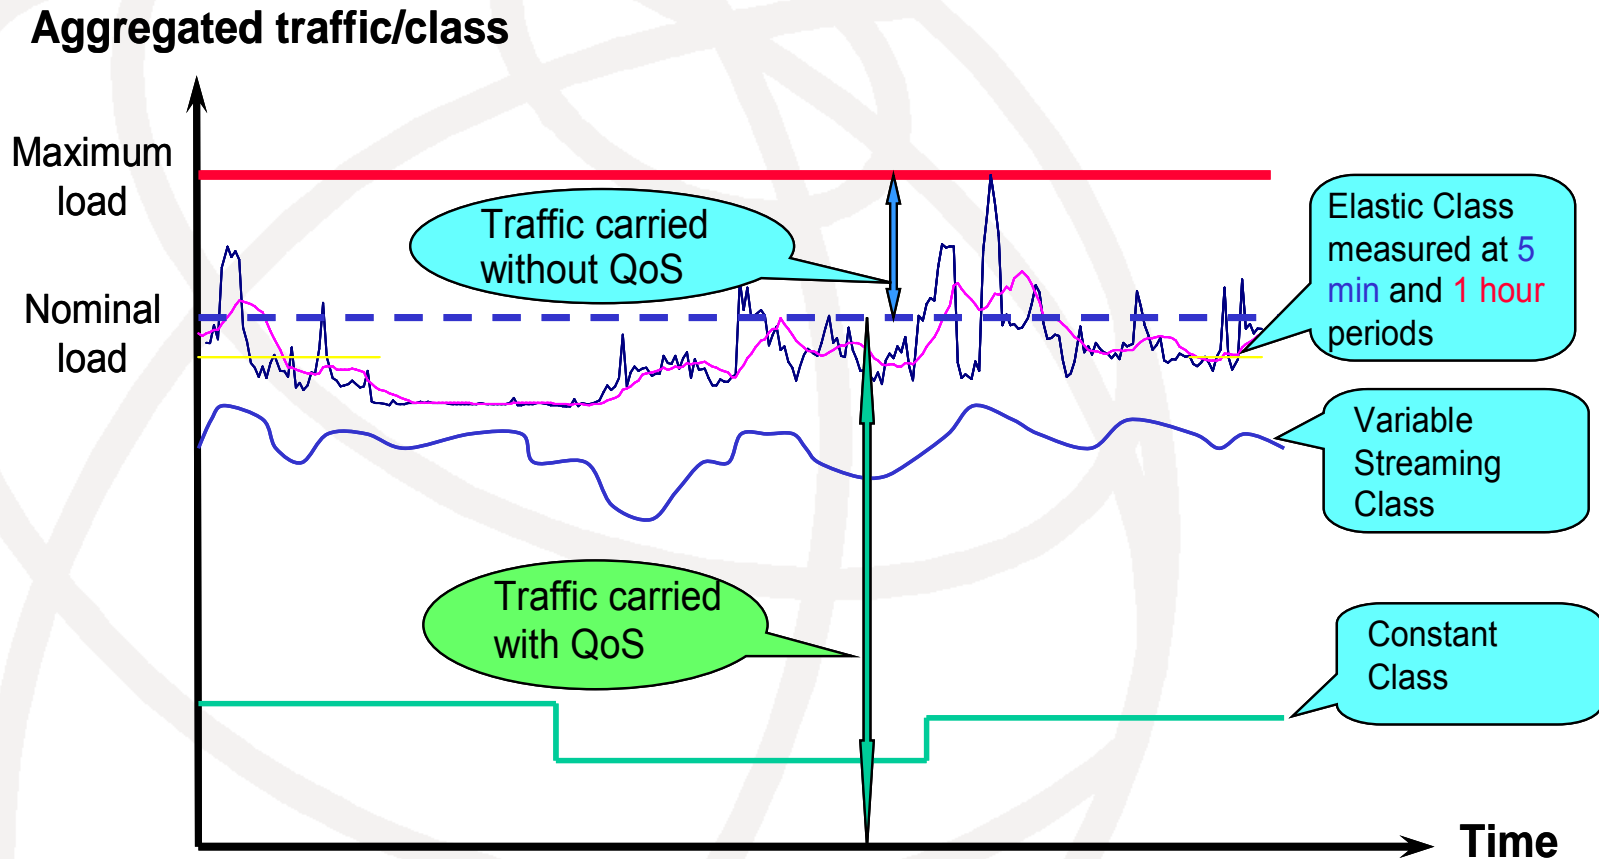 Aggregated traffic/class
Maximum
load
Traffic carried
without QoS
Elastic Class
measured at 5
min and 1 hour
periods
Nominal
load
Variable
Streaming
Class
Traffic carried
with QoS
Constant
Class
Time